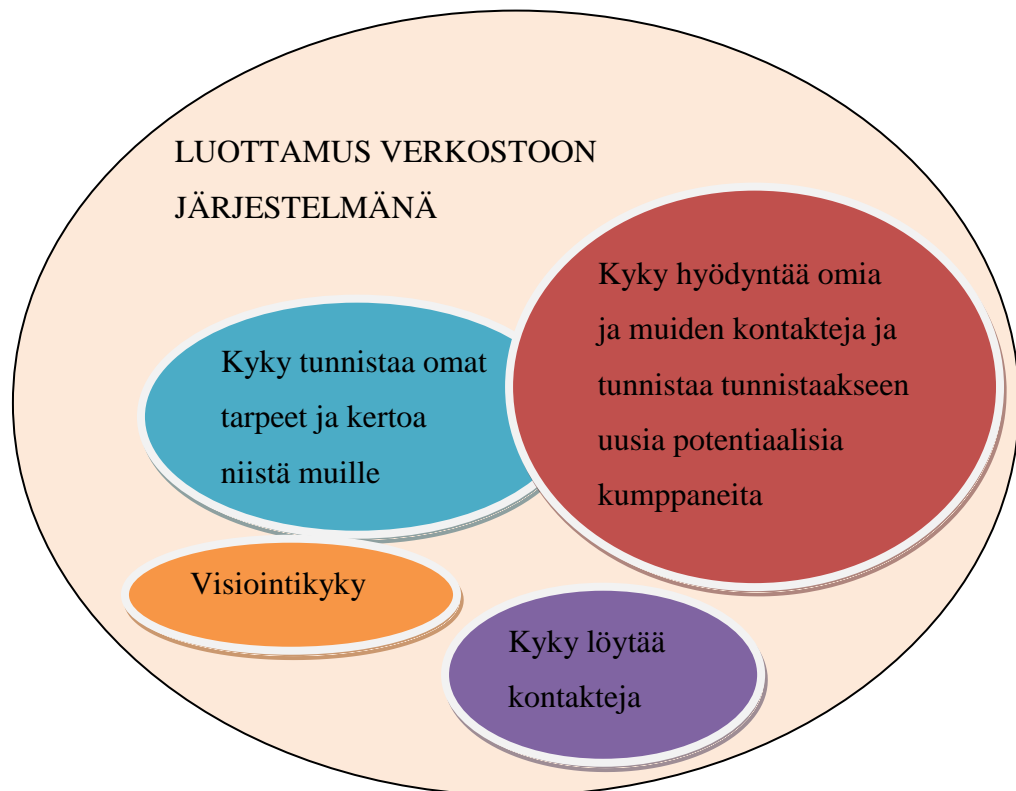 LUOTTAMUS VERKOSTOON
JÄRJESTELMÄNÄ
Kyky hyödyntää omia
ja muiden kontakteja ja
tunnistaa tunnistaakseen
uusia potentiaalisia
kumppaneita
Kyky tunnistaa omat
tarpeet ja kertoa
niistä muille
Visiointikyky
Kyky löytää
kontakteja